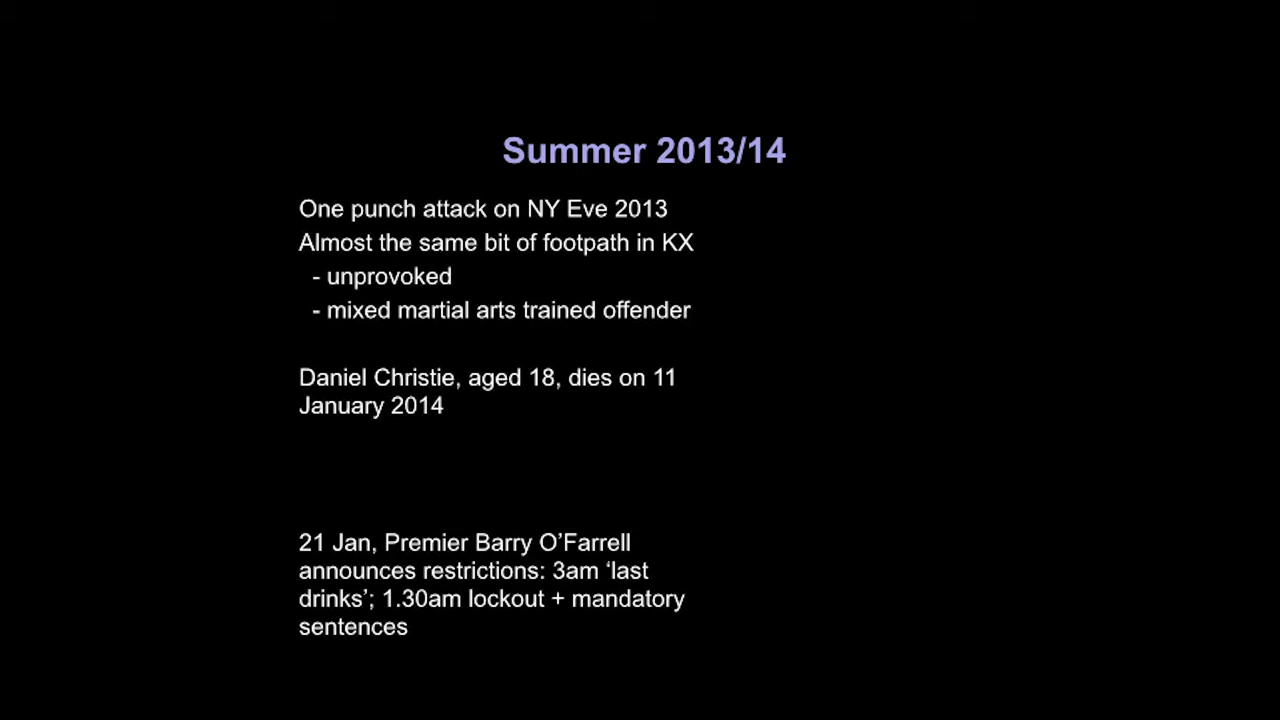 Summer 2013/14
One punch attack on NY Eve 2013
Almost the same bit of footpath in KX
- unprovoked
- mixed martial arts trained offender
Daniel Christie, aged 18, dies on 11
January 2014
21 Jan, Premier Barry O’Farrell
announces restrictions: 3am ‘last
drinks’; 1.30am lockout + mandatory
sentences